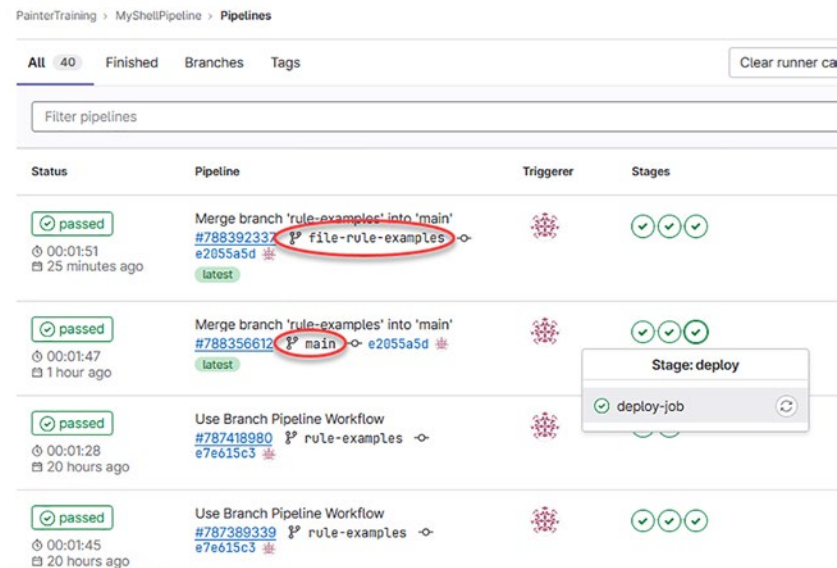 PainterTraining › MyShellPipeline › Pipelines
All 40 Finished Branches Tags
Clear runner ca
Filter pipelines
Status Pipeline Triggerer Stages
passed
00:01:51
25 minutes ago
Merge branch 'rule-examples' into 'main'
#788392337 file-rule-examples
e2055a5d
latest
passed
00:01:47
1 hour ago
Merge branch 'rule-examples' into 'main'
#788356612 main e2055a5d
latest
Stage: deploy
deploy-job
passed
00:01:28
20 hours ago
Use Branch Pipeline Workflow
#787418980 rule-examples
e7e615c3
passed
00:01:45
20 hours ago
Use Branch Pipeline Workflow
#787389339 rule-examples
e7e615c3